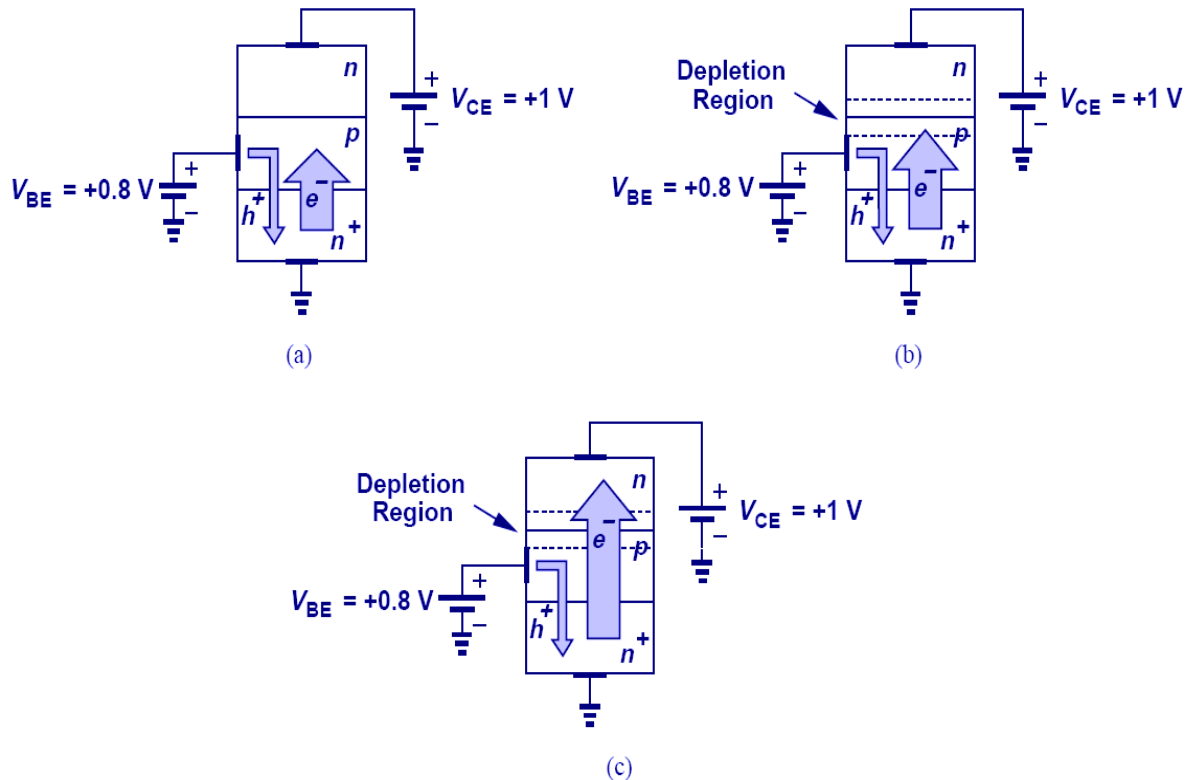 n
+
V_CE = +1 V
−
p
+
V_BE = +0.8 V
−
h+
e−
n+
(a)
Depletion
Region
n
+
V_CE = +1 V
−
p
+
V_BE = +0.8 V
−
h+
e−
n+
(b)
Depletion
Region
n
+
V_CE = +1 V
−
e−
p
+
V_BE = +0.8 V
−
h+
n+
(c)